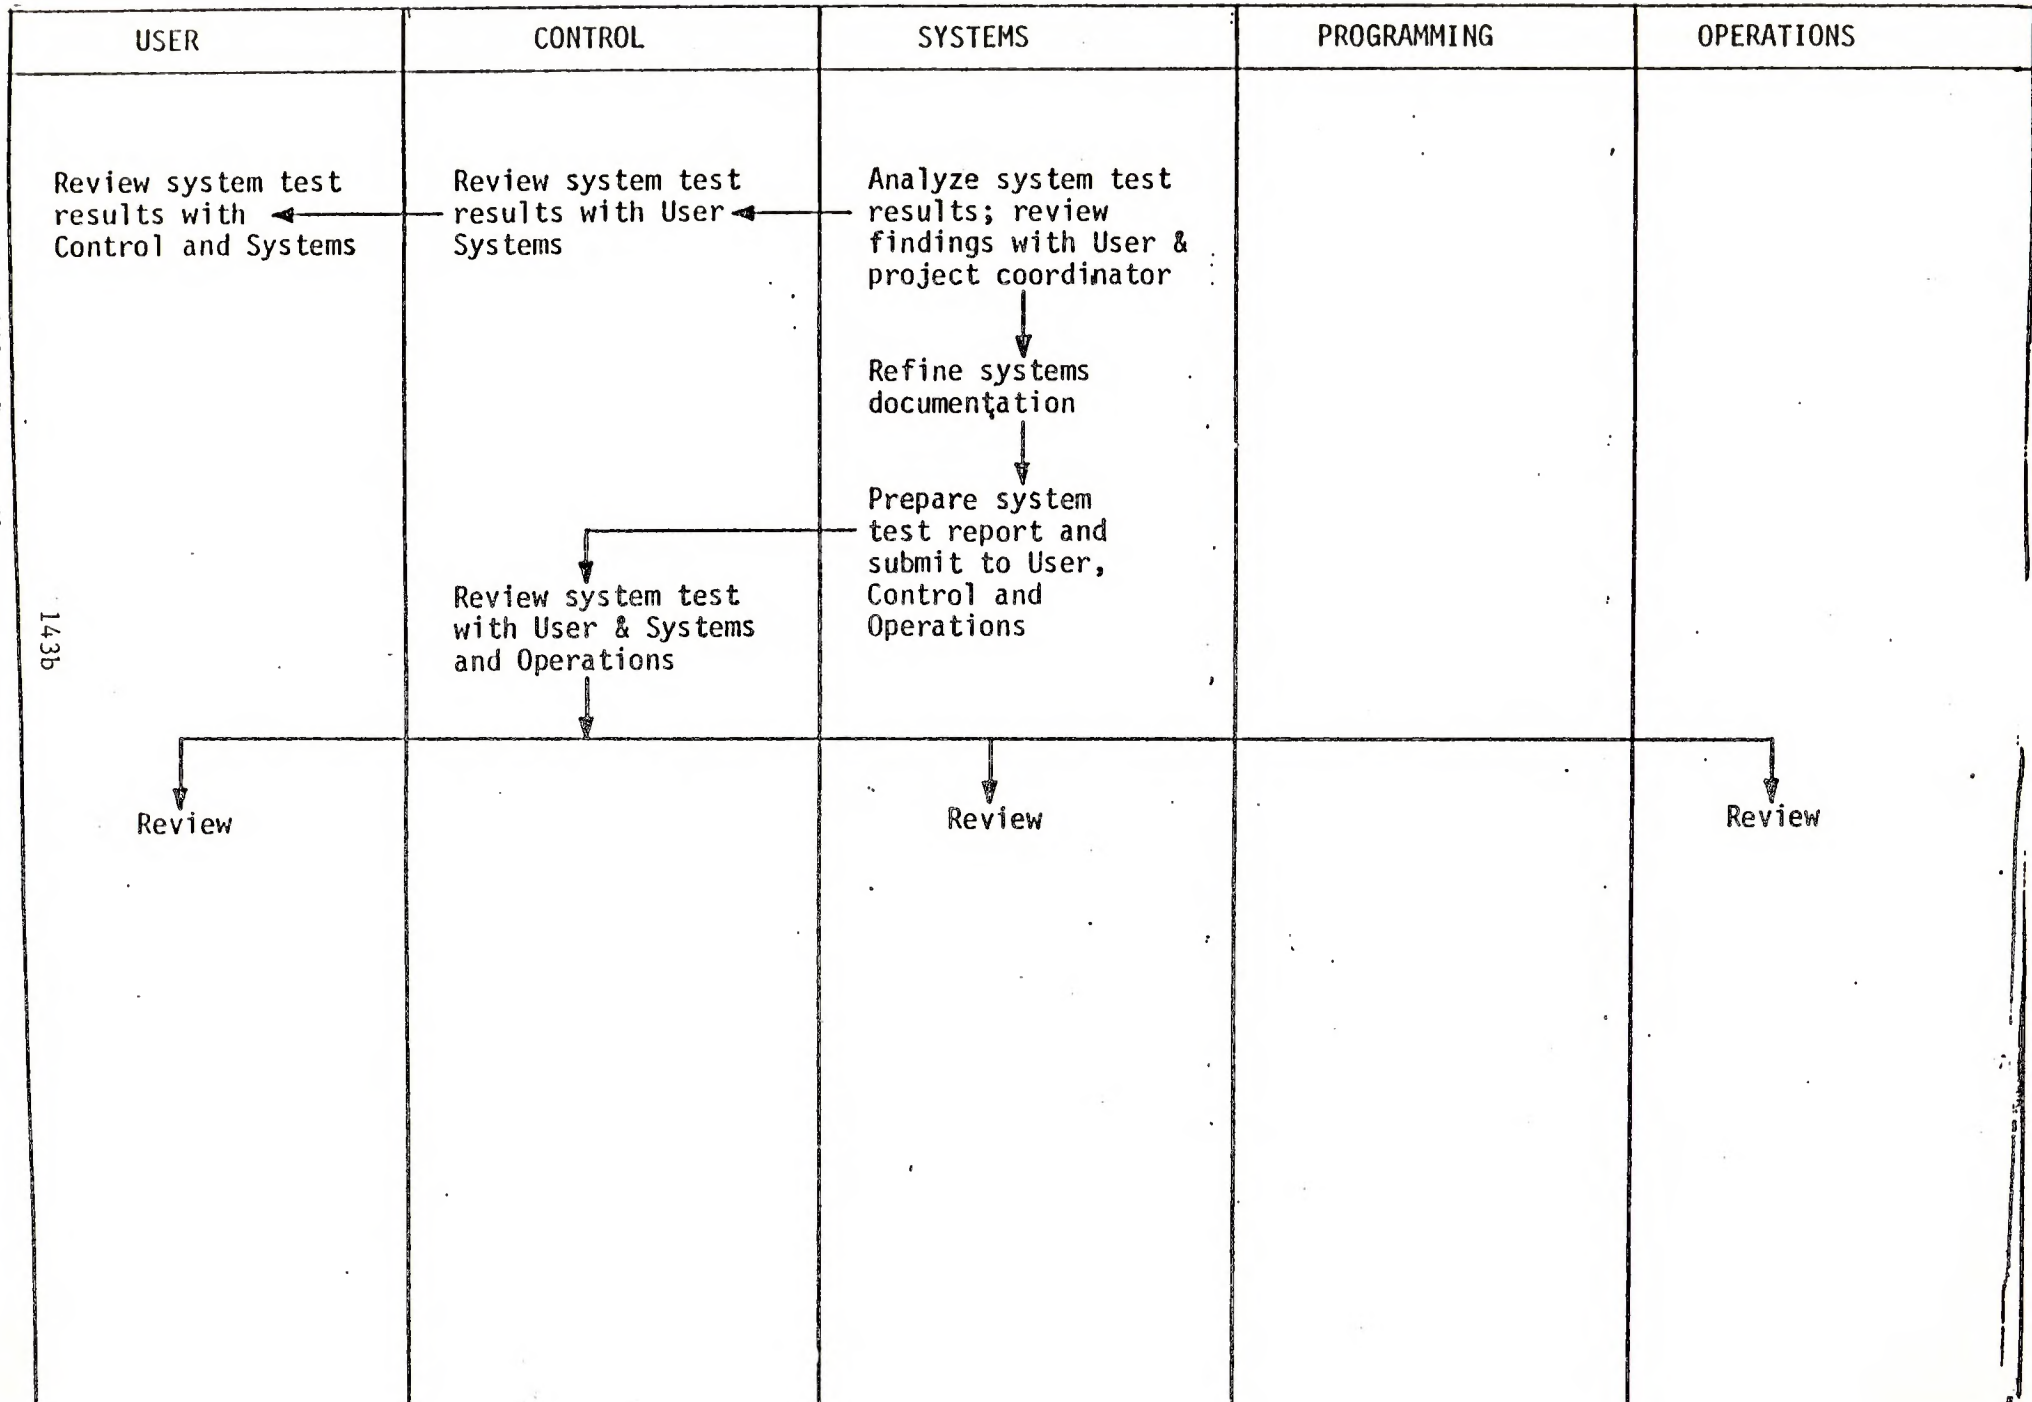 USER
CONTROL
SYSTEMS
PROGRAMMING
OPERATIONS
Review system test
results with
Control and Systems
Review system test
results with User
Systems
Analyze system test
results; review
findings with User &
project coordinator
Refine systems
documentation
Prepare system
test report and
submit to User,
Control and
Operations
Review system test
with User & Systems
and Operations
Review
Review
Review
143b